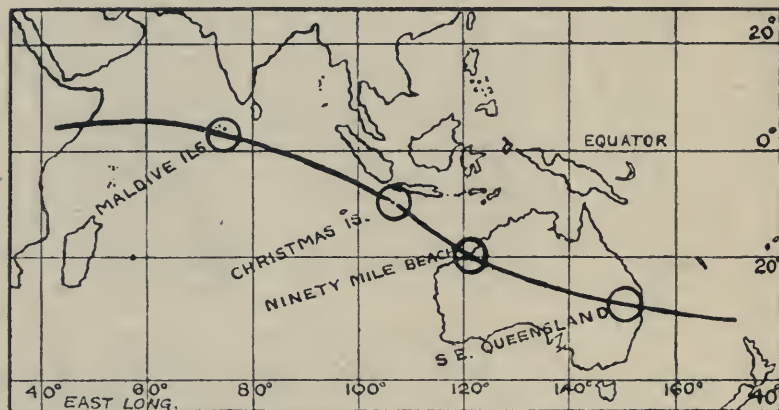 20°
EQUATOR 0°
MALDIVE ILS
CHRISTMAS IS.
NINETY MILE BEACH
20°
S.E. QUEENSLAND
40° 60° 80° 100° 120° 140° 160° 40°
EAST LONG.